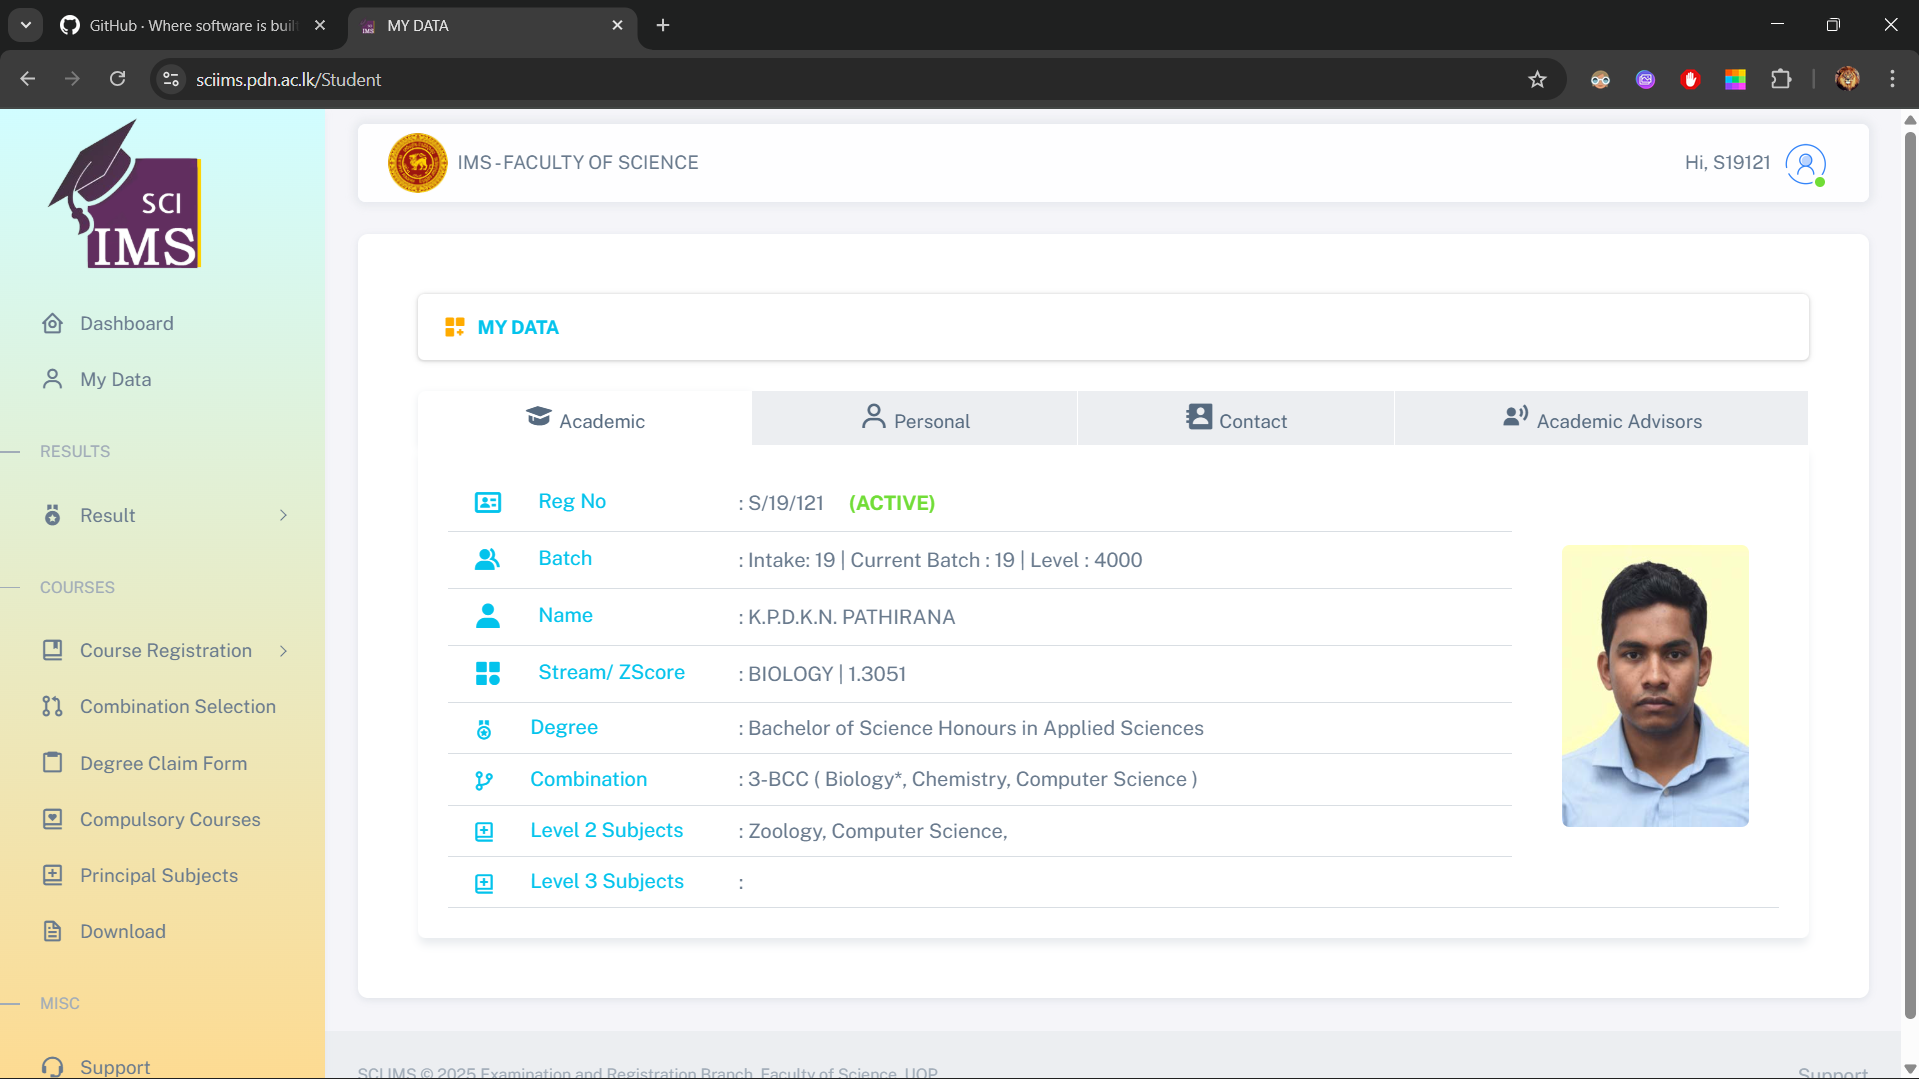 GitHub · Where software is buil
MY DATA
sciims.pdn.ac.lk/Student
SCI
IMS
IMS - FACULTY OF SCIENCE
Hi, S19121
Dashboard
My Data
RESULTS
Result
COURSES
Course Registration
Combination Selection
Degree Claim Form
Compulsory Courses
Principal Subjects
Download
MISC
Support
MY DATA
Academic
Personal
Contact
Academic Advisors
Reg No : S/19/121 (ACTIVE)
Batch : Intake: 19 | Current Batch : 19 | Level : 4000
Name : K.P.D.K.N. PATHIRANA
Stream/ ZScore : BIOLOGY | 1.3051
Degree : Bachelor of Science Honours in Applied Sciences
Combination : 3-BCC ( Biology*, Chemistry, Computer Science )
Level 2 Subjects : Zoology, Computer Science,
Level 3 Subjects :
SCI IMS © 2025 Examination and Registration Branch, Faculty of Science, UOP
Support